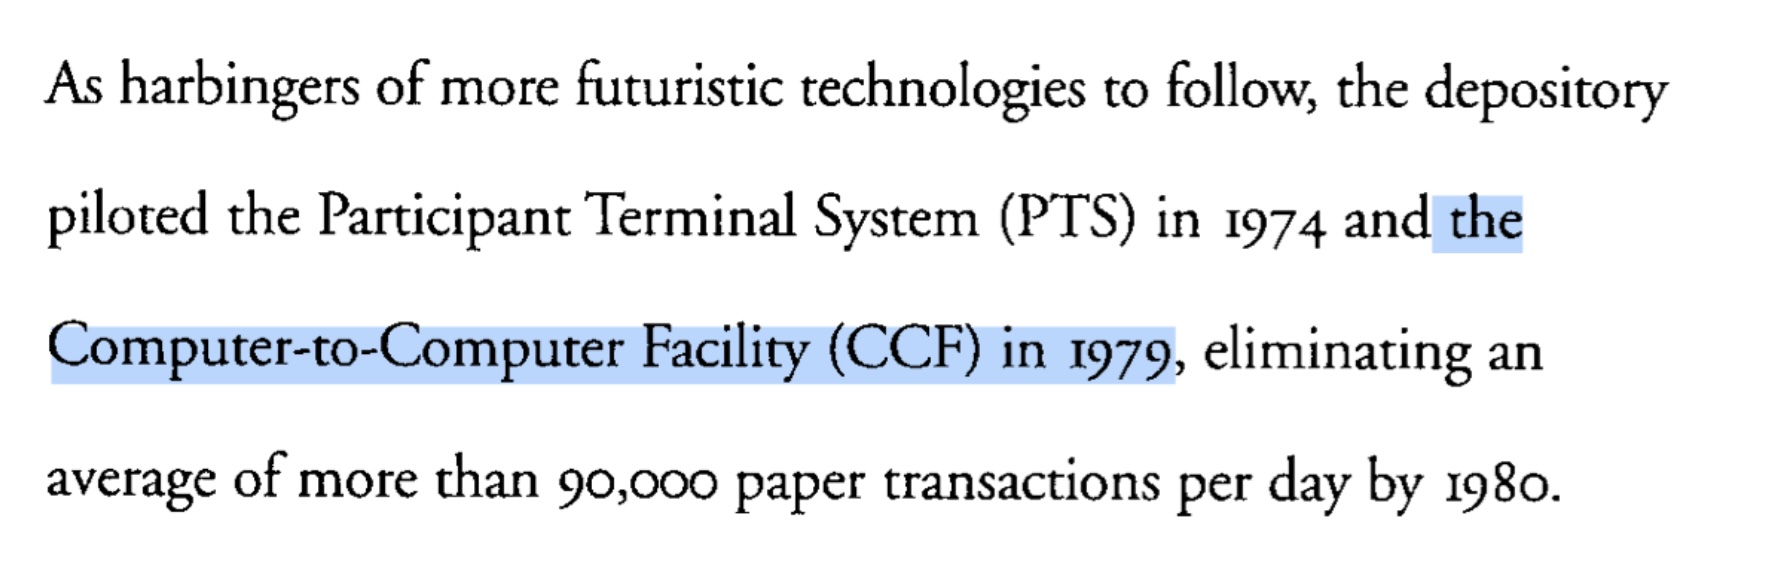 As harbingers of more futuristic technologies to follow, the depository
piloted the Participant Terminal System (PTS) in 1974 and the
Computer-to-Computer Facility (CCF) in 1979, eliminating an
average of more than 90,000 paper transactions per day by 1980.